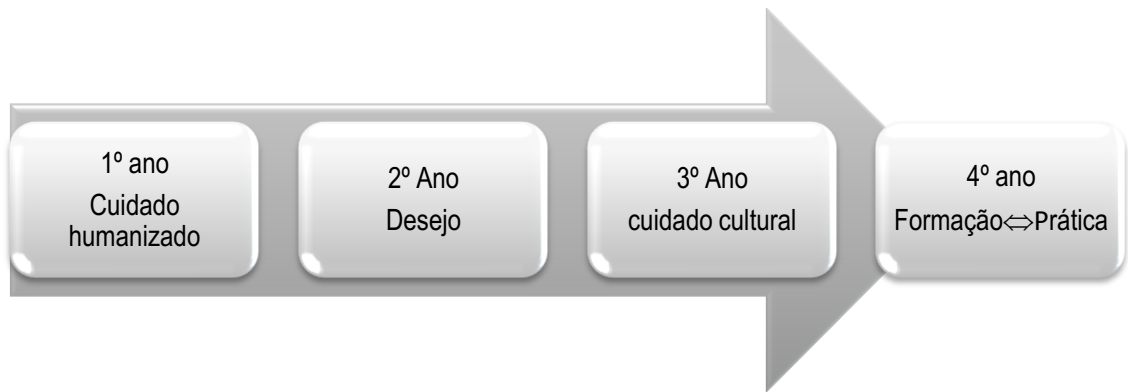 1º ano
Cuidado
humanizado
2º Ano
Desejo
3º Ano
cuidado cultural
4º ano
Formação⇔Prática